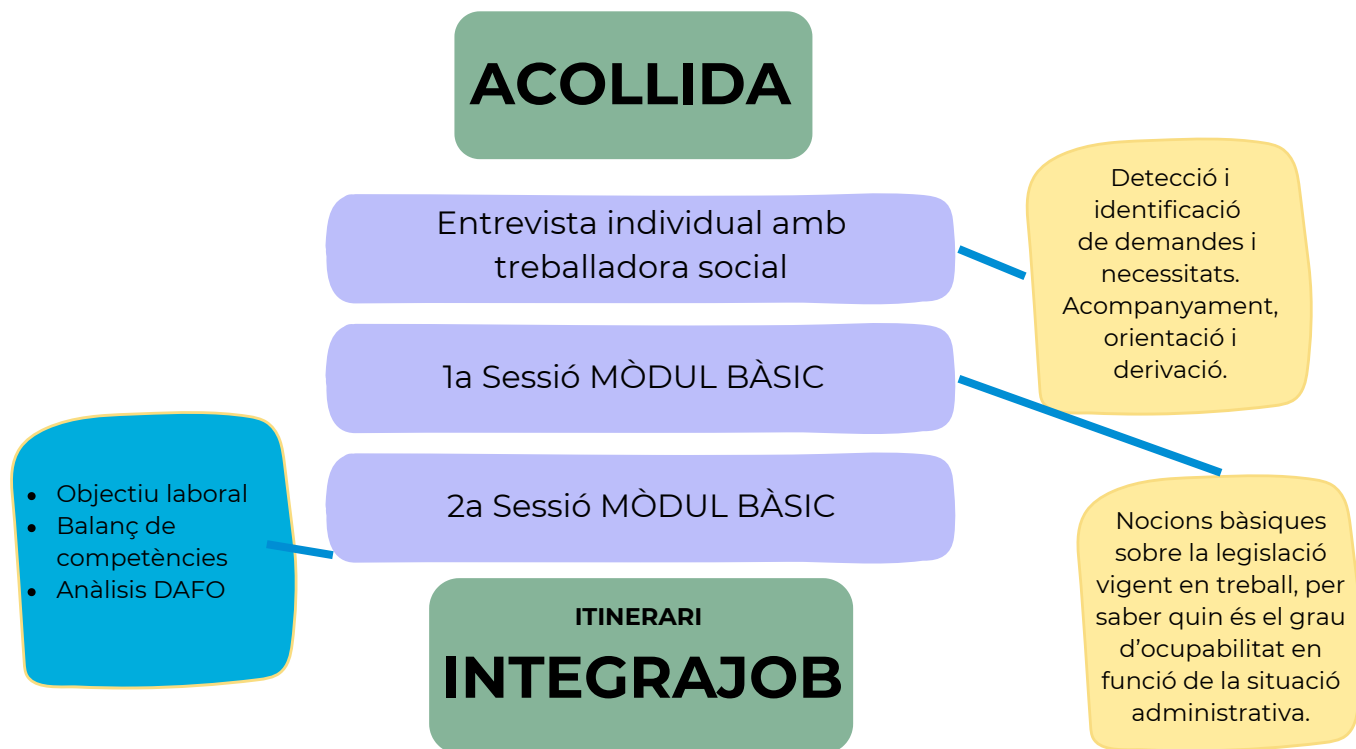 ACOLLIDA
Entrevista individual amb
treballadora social
Detecció i
identificació
de demandes i
necessitats.
Acompanyament,
orientació i
derivació.
1a Sessió MÒDUL BÀSIC
Nocions bàsiques
sobre la legislació
vigent en treball, per
saber quin és el grau
d'ocupabilitat en
funció de la situació
administrativa.
2a Sessió MÒDUL BÀSIC
• Objectiu laboral
• Balanç de
competències
• Anàlisis DAFO
ITINERARI
INTEGRAJOB